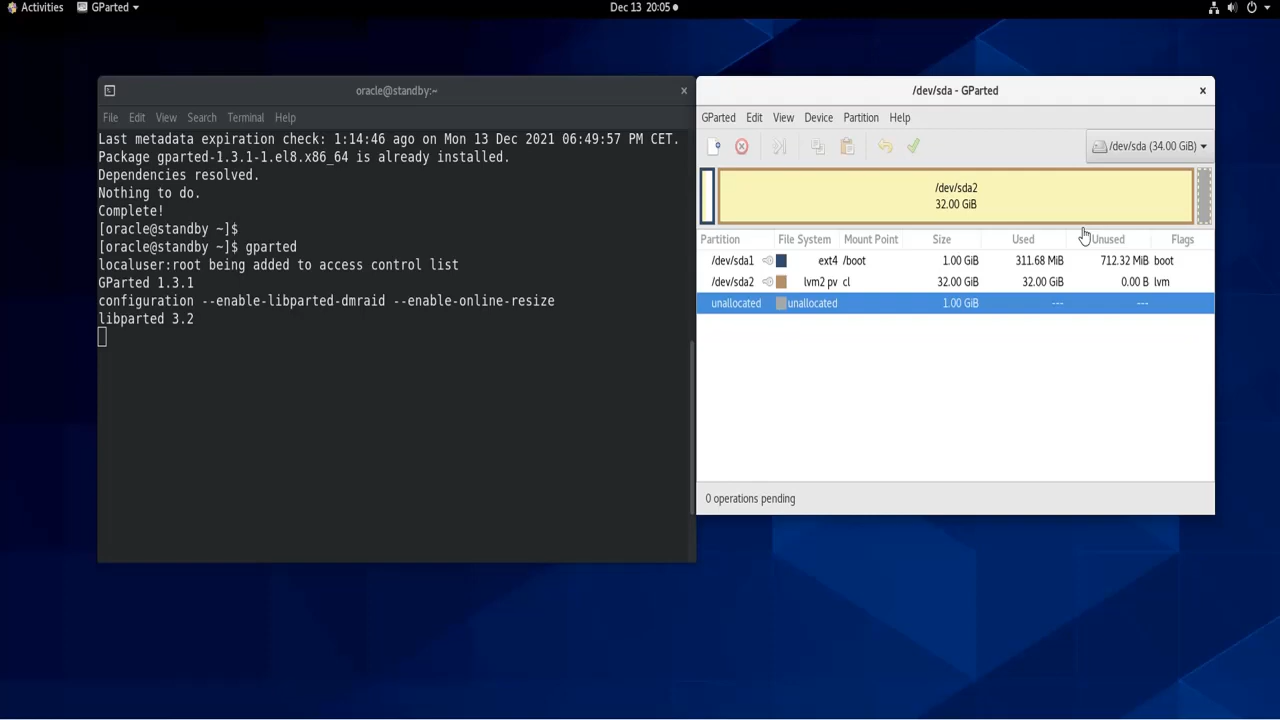 Activities GParted Dec 13 20:05
oracle@standby:~
File Edit View Search Terminal Help
Last metadata expiration check: 1:14:46 ago on Mon 13 Dec 2021 06:49:57 PM CET.
Package gparted-1.3.1-1.el8.x86_64 is already installed.
Dependencies resolved.
Nothing to do.
Complete!
[oracle@standby ~]$
[oracle@standby ~]$ gparted
localuser:root being added to access control list
GParted 1.3.1
configuration --enable-libparted-dmraid --enable-online-resize
libparted 3.2
/dev/sda - GParted
GParted Edit View Device Partition Help
/dev/sda (34.00 GiB)
/dev/sda2
32.00 GiB
Partition File System Mount Point Size Used Unused Flags
/dev/sda1 ext4 /boot 1.00 GiB 311.68 MiB 712.32 MiB boot
/dev/sda2 lvm2 pv cl 32.00 GiB 32.00 GiB 0.00 B lvm
unallocated unallocated 1.00 GiB --- ---
0 operations pending